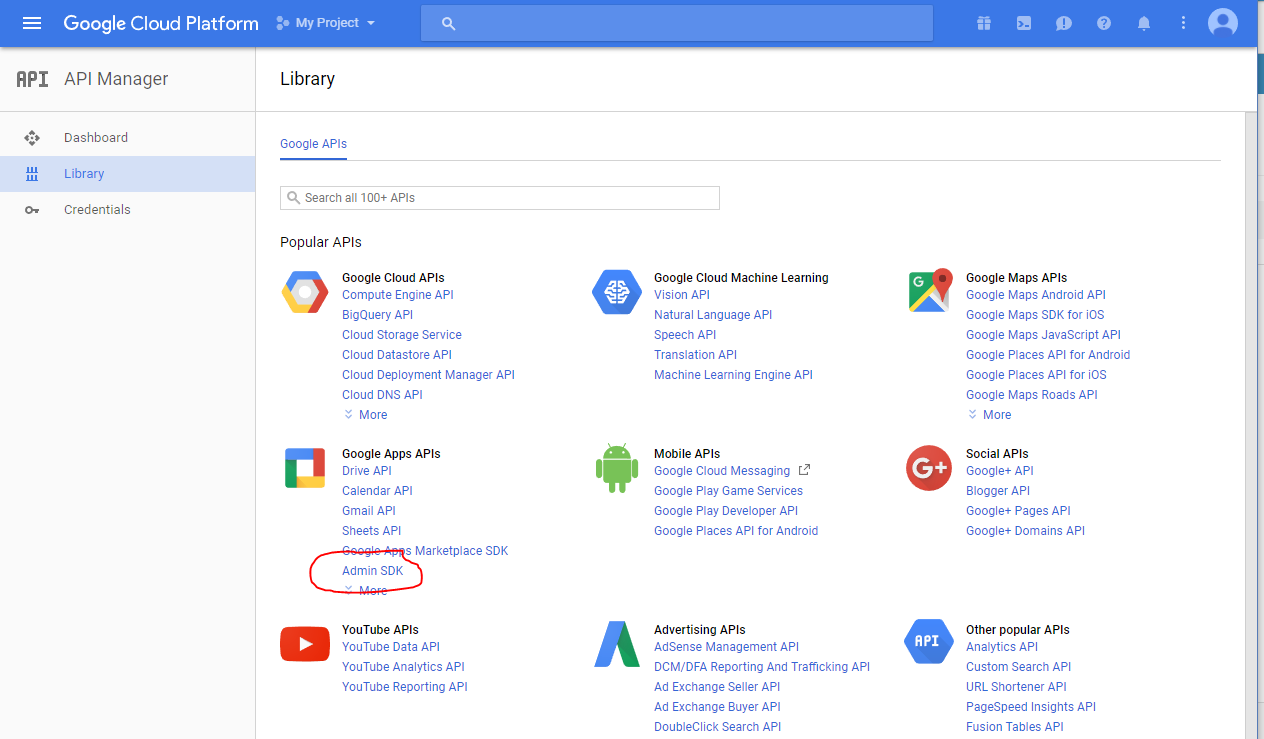 Google Cloud Platform
My Project
API
API Manager
Library
Dashboard
Library
Credentials
Google APIs
Search all 100+ APIs
Popular APIs
Google Cloud APIs
Compute Engine API
BigQuery API
Cloud Storage Service
Cloud Datastore API
Cloud Deployment Manager API
Cloud DNS API
More
Google Cloud Machine Learning
Vision API
Natural Language API
Speech API
Translation API
Machine Learning Engine API
G
Google Maps APIs
Google Maps Android API
Google Maps SDK for iOS
Google Maps JavaScript API
Google Places API for Android
Google Places API for iOS
Google Maps Roads API
More
Google Apps APIs
Drive API
Calendar API
Gmail API
Sheets API
Google Apps Marketplace SDK
Admin SDK
More
Mobile APIs
Google Cloud Messaging
Google Play Game Services
Google Play Developer API
Google Places API for Android
G+
Social APIs
Google+ API
Blogger API
Google+ Pages API
Google+ Domains API
YouTube APIs
YouTube Data API
YouTube Analytics API
YouTube Reporting API
Advertising APIs
AdSense Management API
DCM/DFA Reporting And Trafficking API
Ad Exchange Seller API
Ad Exchange Buyer API
DoubleClick Search API
API
Other popular APIs
Analytics API
Custom Search API
URL Shortener API
PageSpeed Insights API
Fusion Tables API